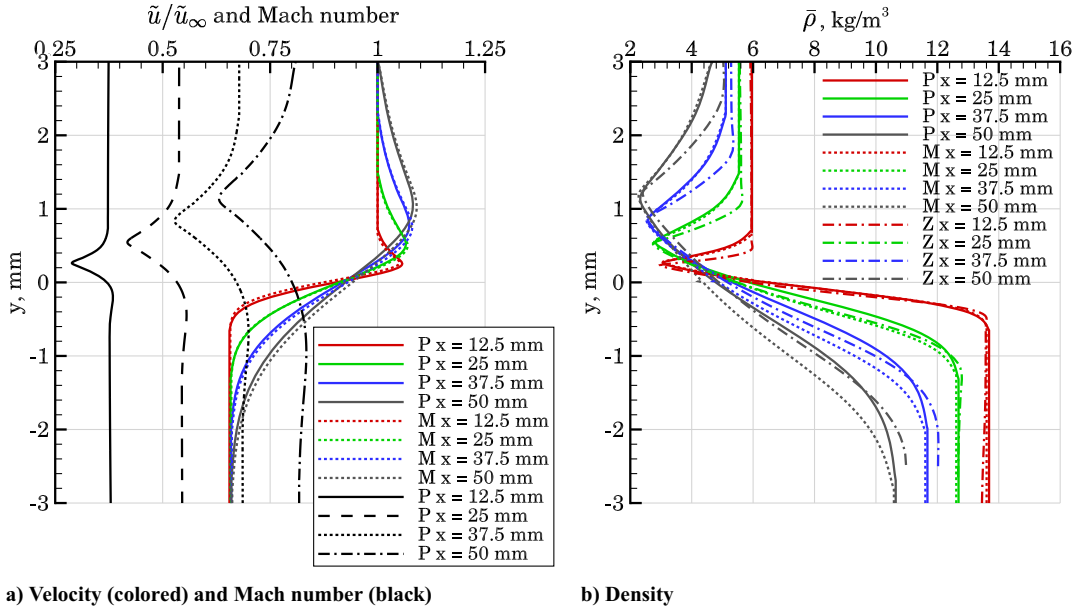 ũ/ũ∞ and Mach number
0.25 0.5 0.75 1 1.25
3
2
1
0
-1
-2
-3
y, mm
P x = 12.5 mm
P x = 25 mm
P x = 37.5 mm
P x = 50 mm
M x = 12.5 mm
M x = 25 mm
M x = 37.5 mm
M x = 50 mm
P x = 12.5 mm
P x = 25 mm
P x = 37.5 mm
P x = 50 mm
a) Velocity (colored) and Mach number (black)
ρ̄, kg/m³
2 4 6 8 10 12 14 16
3
2
1
0
-1
-2
-3
y, mm
P x = 12.5 mm
P x = 25 mm
P x = 37.5 mm
P x = 50 mm
M x = 12.5 mm
M x = 25 mm
M x = 37.5 mm
M x = 50 mm
Z x = 12.5 mm
Z x = 25 mm
Z x = 37.5 mm
Z x = 50 mm
b) Density